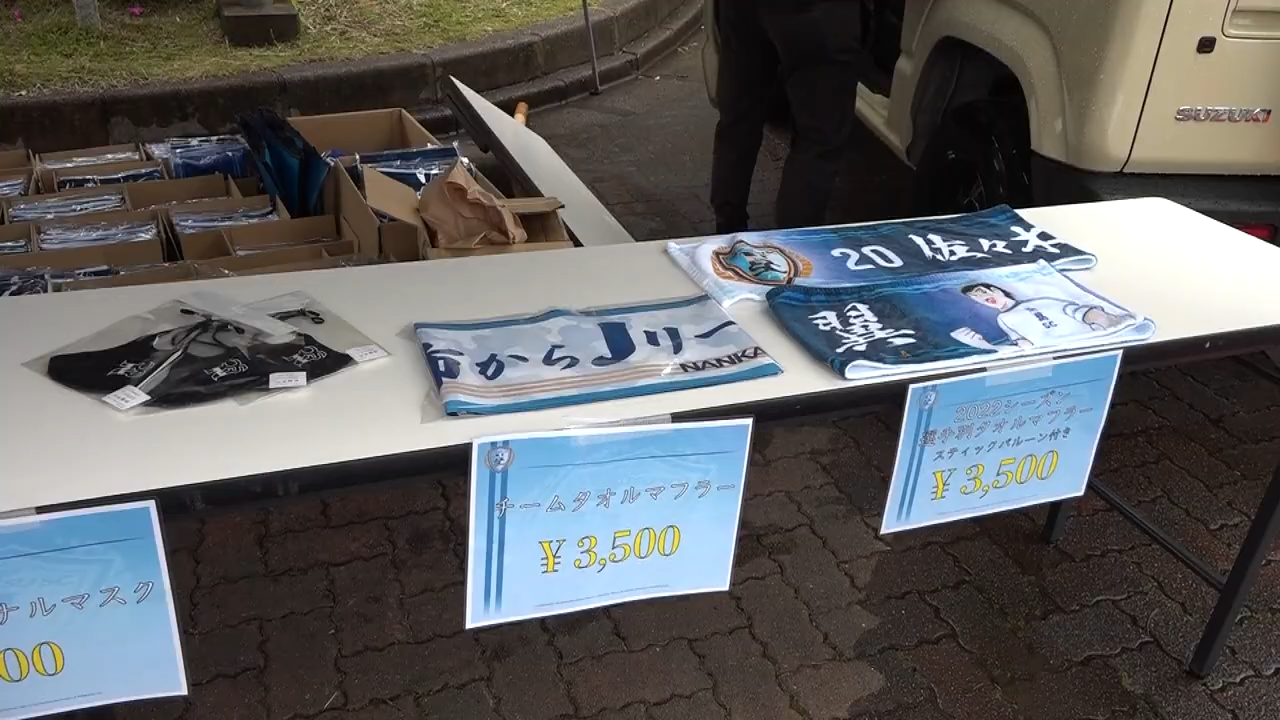 SUZUKI
20 佐々木
翼
市からJリー
NANKA
2022シーズン
選手別タオルマフラー
スティックバルーン付き
¥3,500
チームタオルマフラー
¥3,500
ナルマスク
00